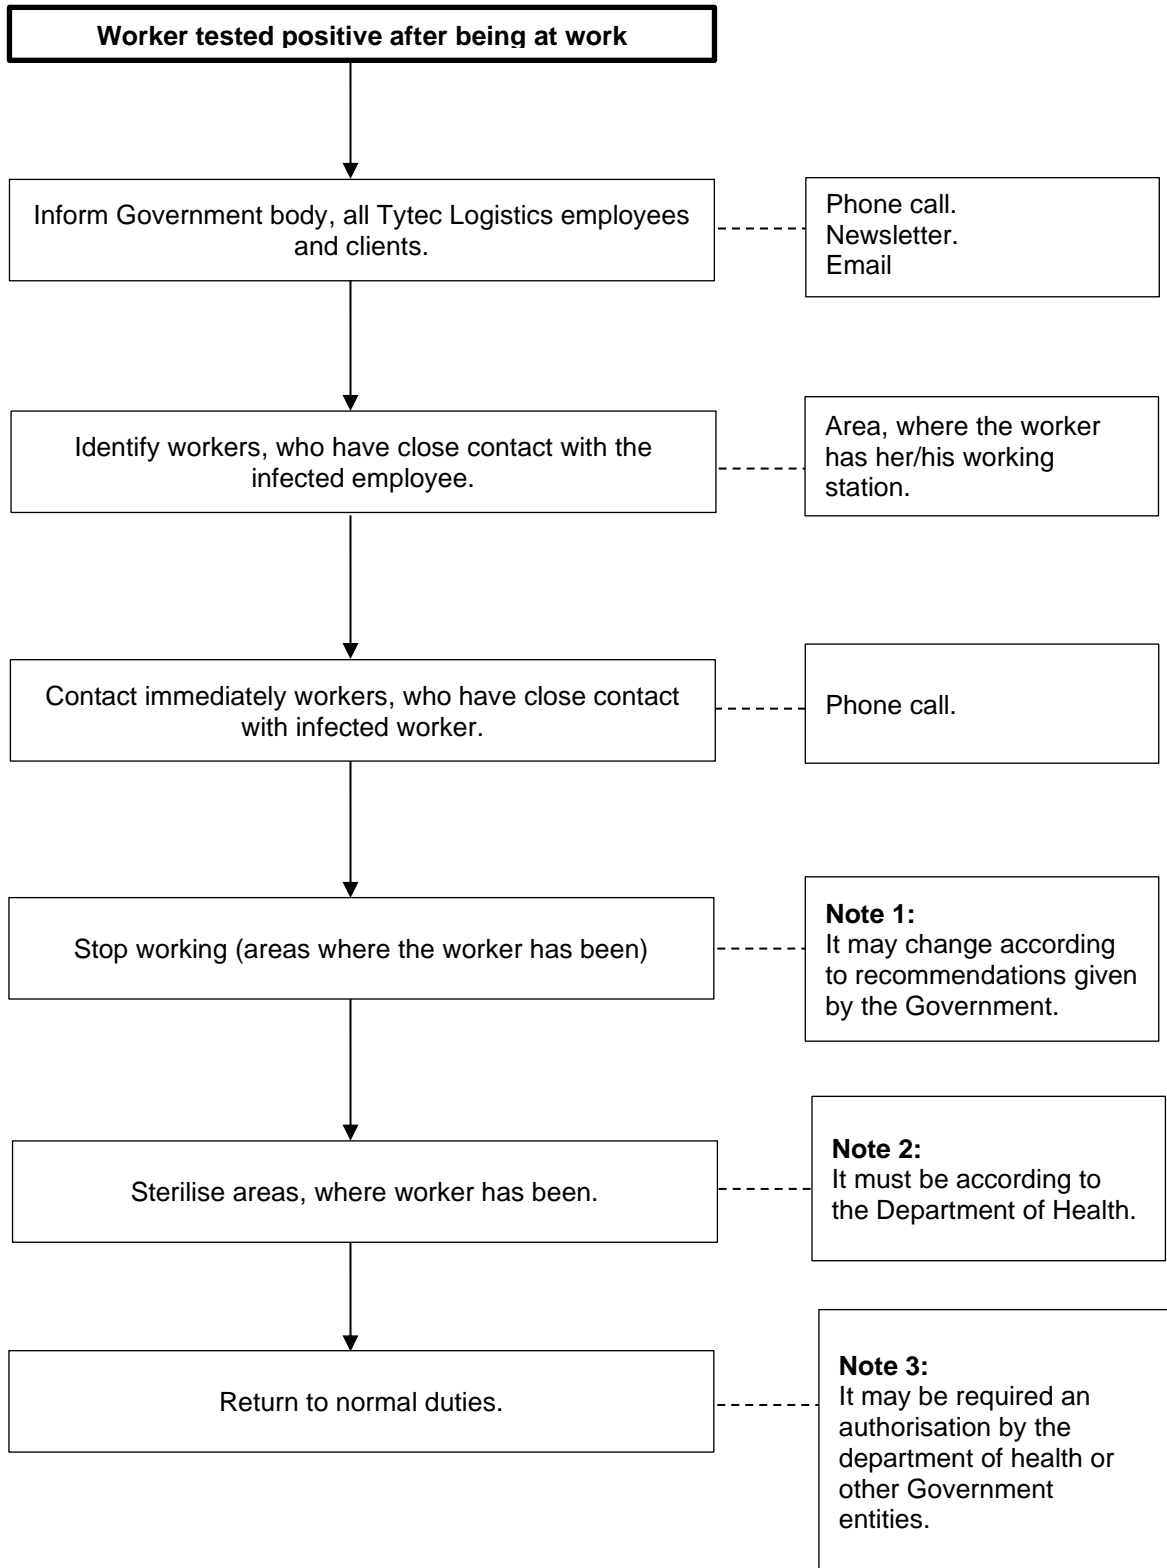 Worker tested positive after being at work
Inform Government body, all Tytec Logistics employees
and clients.
Phone call.
Newsletter.
Email
Identify workers, who have close contact with the
infected employee.
Area, where the worker
has her/his working
station.
Contact immediately workers, who have close contact
with infected worker.
Phone call.
Stop working (areas where the worker has been)
Note 1:
It may change according
to recommendations given
by the Government.
Sterilise areas, where worker has been.
Note 2:
It must be according to
the Department of Health.
Return to normal duties.
Note 3:
It may be required an
authorisation by the
department of health or
other Government
entities.